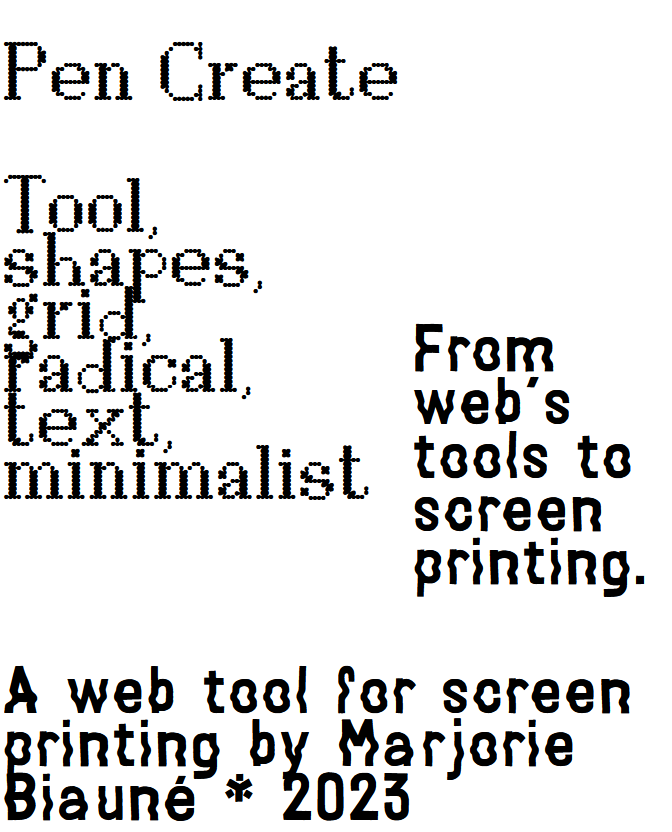 Pen Create
Tool,
shapes,
grid,
radical,
text,
minimalist
From
web's
tools to
screen
printing.
A web tool for screen
printing by Marjorie
Biauné * 2023